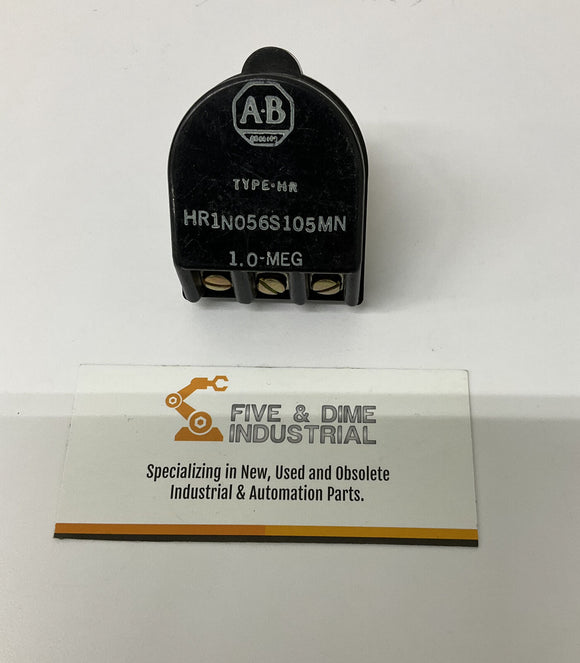 A-B
TYPE-HR
HR1N056S105MN
1.0-MEG
FIVE & DIME
INDUSTRIAL
Specializing in New, Used and Obsolete
Industrial & Automation Parts.